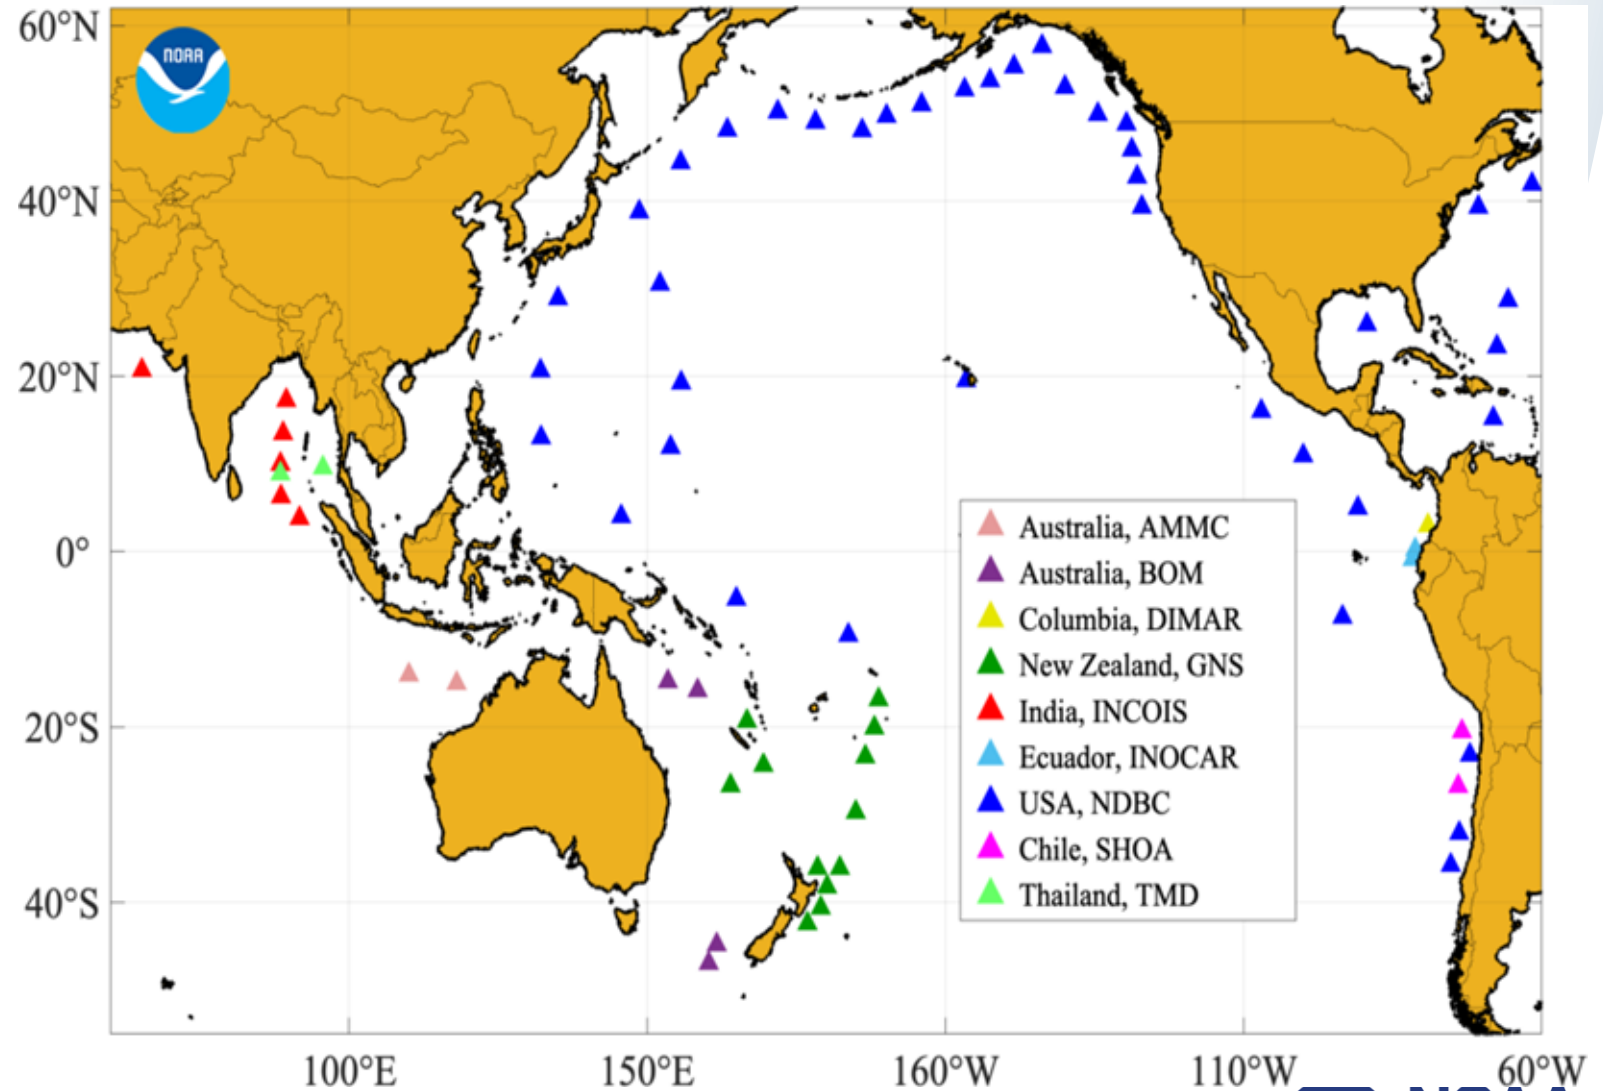 60°N
40°N
20°N
0°
20°S
40°S
100°E
150°E
160°W
110°W
60°W
NOAA
Australia, AMMC
Australia, BOM
Columbia, DIMAR
New Zealand, GNS
India, INCOIS
Ecuador, INOCAR
USA, NDBC
Chile, SHOA
Thailand, TMD
NOAA